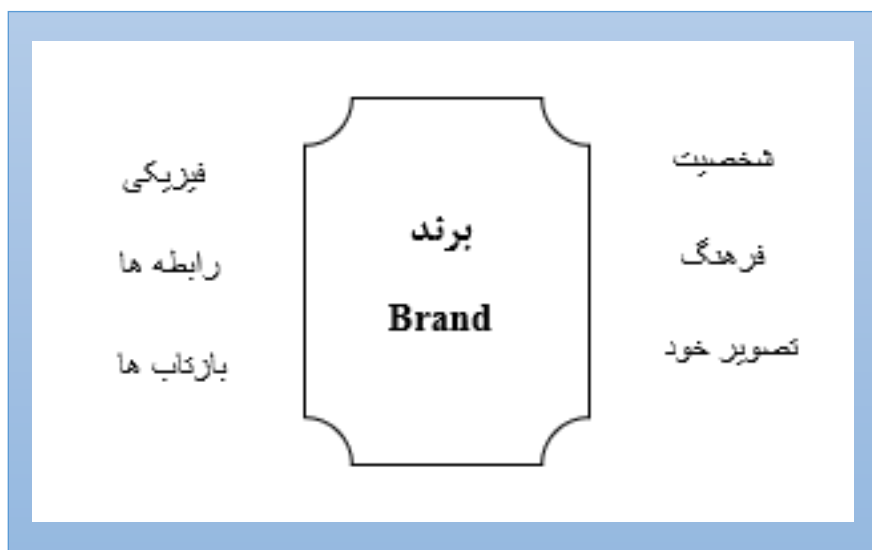 شخصیت
فرهنگ
تصویر خود
برند
Brand
فیزیکی
رابطه ها
بازتاب ها